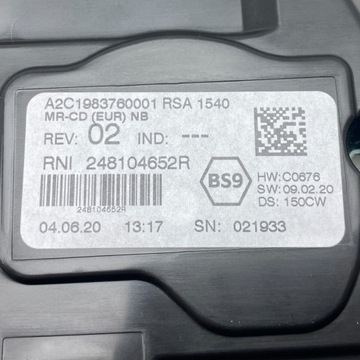 A2C1983760001 RSA 1540
MR-CD (EUR) NB
REV: 02 IND: ---
RNI 248104652R
BS9
HW:C0676
SW:09.02.20
DS: 150CW
248104652R
04.06.20 13:17 SN: 021933